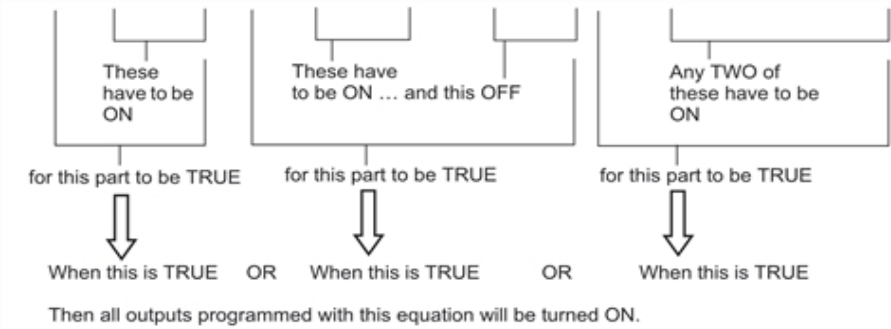 These
have to be
ON
These have
to be ON ... and this OFF
Any TWO of
these have to be
ON
for this part to be TRUE
for this part to be TRUE
for this part to be TRUE
When this is TRUE OR When this is TRUE OR When this is TRUE
Then all outputs programmed with this equation will be turned ON.